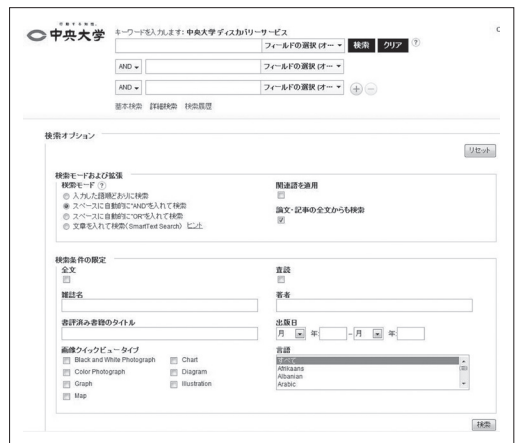 行動する知性。
中央大学
キーワードを入力します: 中央大学 ディスカバリーサービス
フィールドの選択 (オ… 検索 クリア ?
AND フィールドの選択 (オ…
AND フィールドの選択 (オ… + −
基本検索 詳細検索 検索履歴
検索オプション
リセット
検索モードおよび拡張
検索モード ?
入力した語順どおりに検索
スペースに自動的に"AND"を入れて検索
スペースに自動的に"OR"を入れて検索
文章を入れて検索(SmartText Search) ヒント
関連語を適用
論文・記事の全文からも検索
検索条件の限定
全文
査読
雑誌名
著者
書評済み書籍のタイトル
出版日
月 年: - 月 年:
画像クイックビュータイプ
Black and White Photograph Chart
Color Photograph Diagram
Graph Illustration
Map
言語
すべて
Afrikaans
Albanian
Arabic
検索